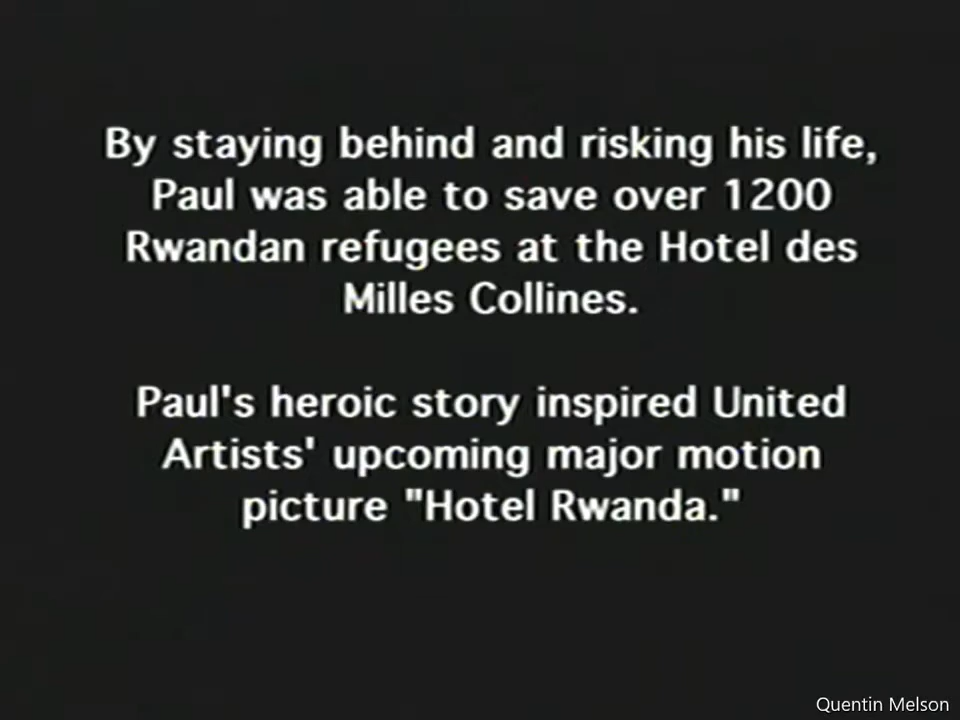 By staying behind and risking his life,
Paul was able to save over 1200
Rwandan refugees at the Hotel des
Milles Collines.
Paul's heroic story inspired United
Artists' upcoming major motion
picture "Hotel Rwanda."
Quentin Melson